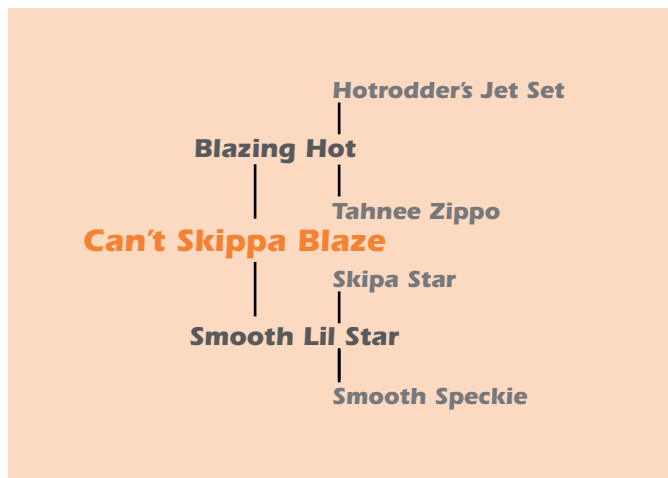 Hotrodder's Jet Set
Blazing Hot
Tahnee Zippo
Can't Skippa Blaze
Skipa Star
Smooth Lil Star
Smooth Speckie